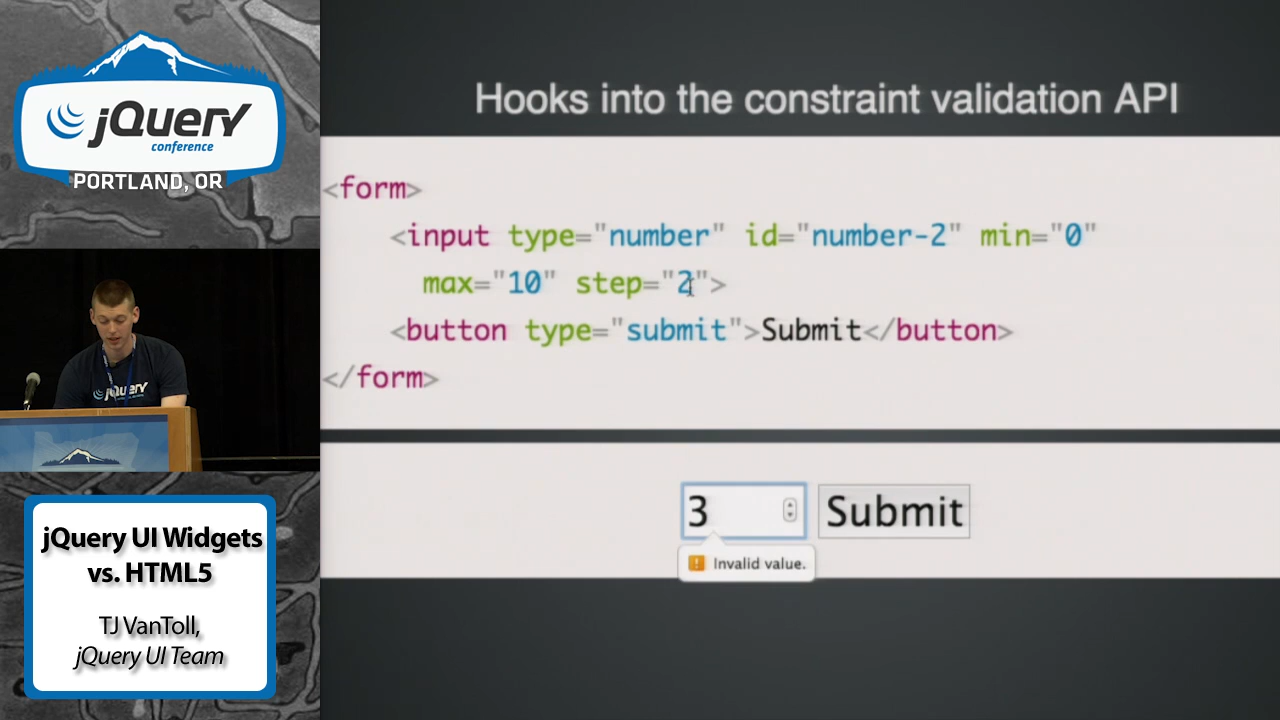 jQuery
conference
PORTLAND, OR
jQuery
jQuery UI Widgets
vs. HTML5
TJ VanToll,
jQuery UI Team
Hooks into the constraint validation API
<form>
<input type="number" id="number-2" min="0"
max="10" step="2">
<button type="submit">Submit</button>
</form>
3
Submit
! Invalid value.